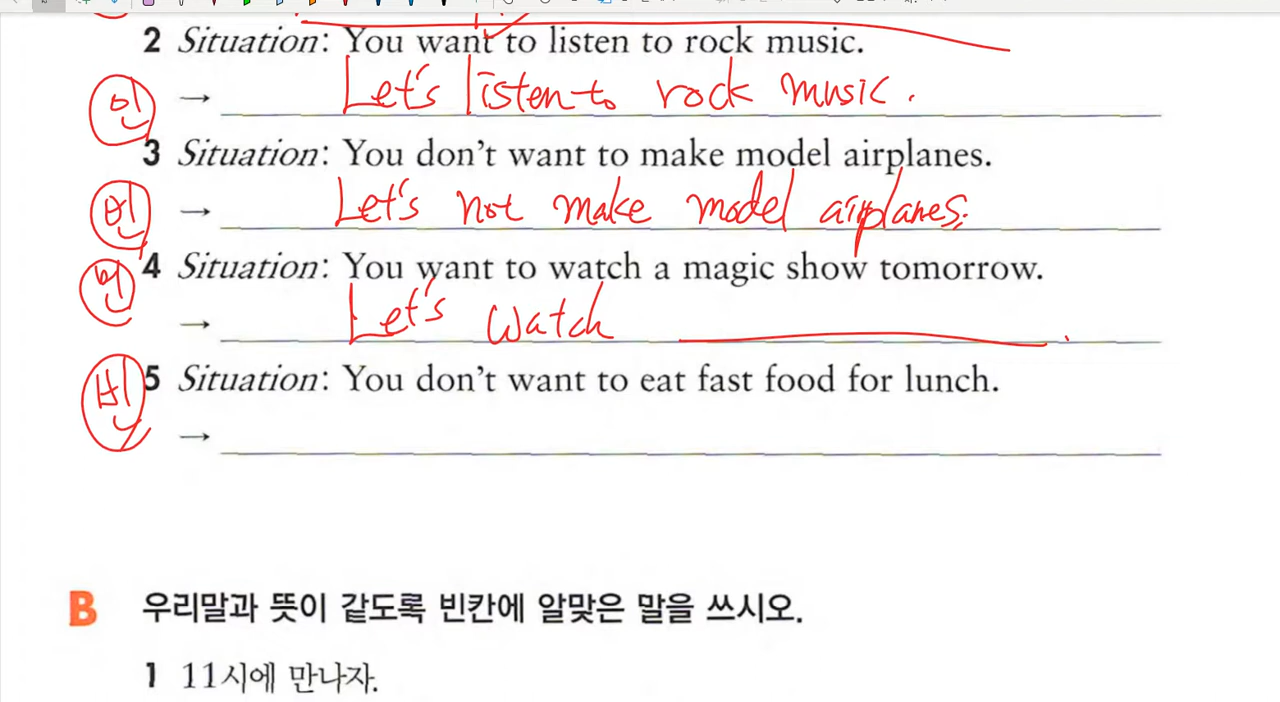 2 Situation: You want to listen to rock music.
인 → Let's listen to rock music.
3 Situation: You don't want to make model airplanes.
→ Let's not make model airplanes.
4 Situation: You want to watch a magic show tomorrow.
→ Let's watch
5 Situation: You don't want to eat fast food for lunch.
빈 →
B 우리말과 뜻이 같도록 빈칸에 알맞은 말을 쓰시오.
1 11시에 만나자.